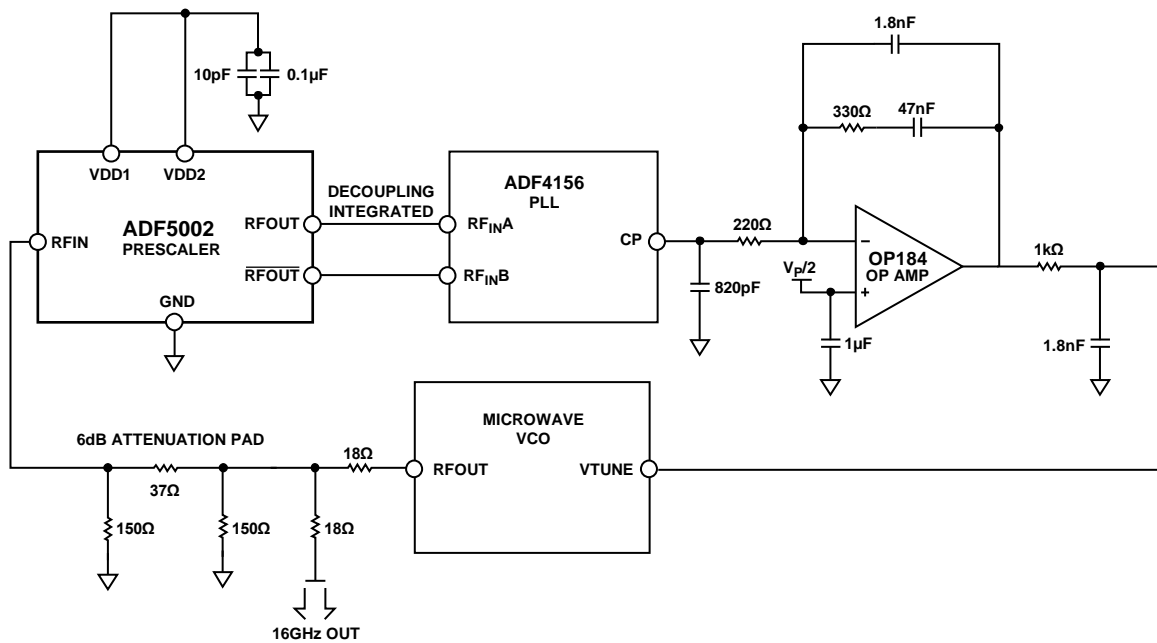 1.8nF
10pF
0.1µF
330Ω
47nF
VDD1
VDD2
ADF5002
PRESCALER
RFIN
RFOUT
RFOUT
GND
DECOUPLING
INTEGRATED
ADF4156
PLL
RFINA
RFINB
CP
220Ω
820pF
VP/2
1µF
OP184
OP AMP
−
+
1kΩ
1.8nF
6dB ATTENUATION PAD
37Ω
150Ω
150Ω
18Ω
18Ω
16GHz OUT
MICROWAVE
VCO
RFOUT
VTUNE